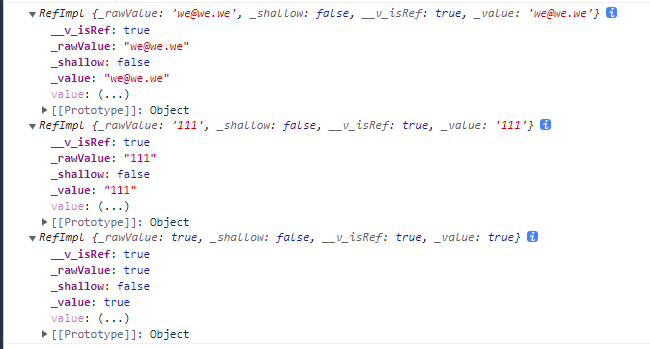 ▼RefImpl {_rawValue: 'we@we.we', _shallow: false, __v_isRef: true, _value: 'we@we.we'} i
__v_isRef: true
_rawValue: "we@we.we"
_shallow: false
_value: "we@we.we"
value: (...)
▶[[Prototype]]: Object
▼RefImpl {_rawValue: '111', _shallow: false, __v_isRef: true, _value: '111'} i
__v_isRef: true
_rawValue: "111"
_shallow: false
_value: "111"
value: (...)
▶[[Prototype]]: Object
▼RefImpl {_rawValue: true, _shallow: false, __v_isRef: true, _value: true} i
__v_isRef: true
_rawValue: true
_shallow: false
_value: true
value: (...)
▶[[Prototype]]: Object